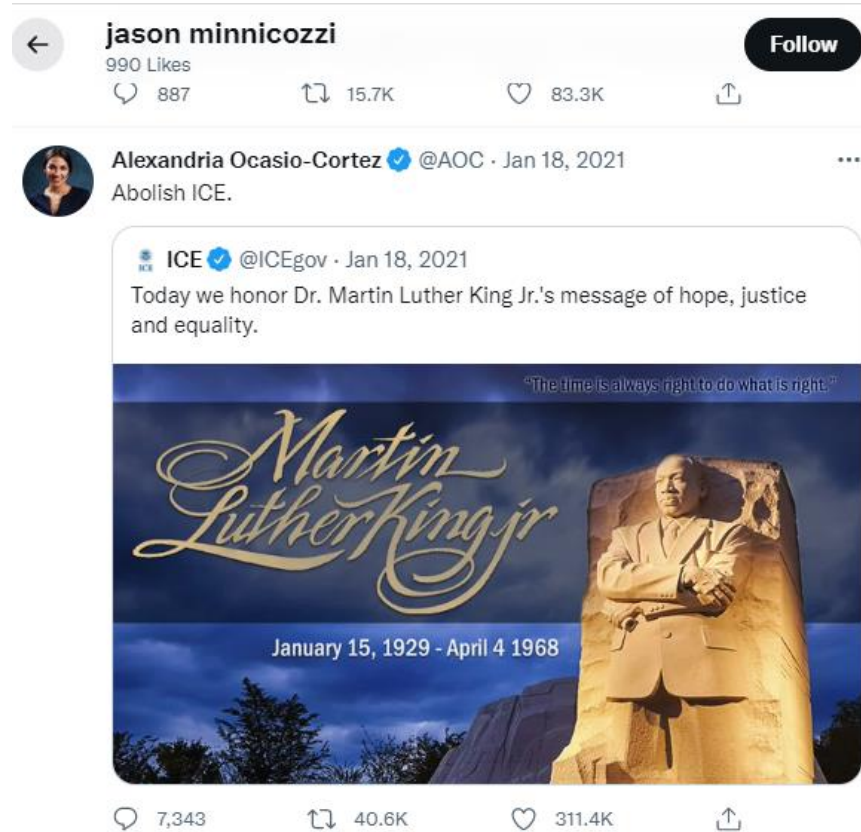 jason minnicozzi
Follow
990 Likes
887 15.7K 83.3K
Alexandria Ocasio-Cortez @AOC · Jan 18, 2021
Abolish ICE.
ICE @ICEgov · Jan 18, 2021
Today we honor Dr. Martin Luther King Jr.'s message of hope, justice
and equality.
"The time is always right to do what is right."
Martin
Luther King jr
January 15, 1929 - April 4 1968
7,343 40.6K 311.4K